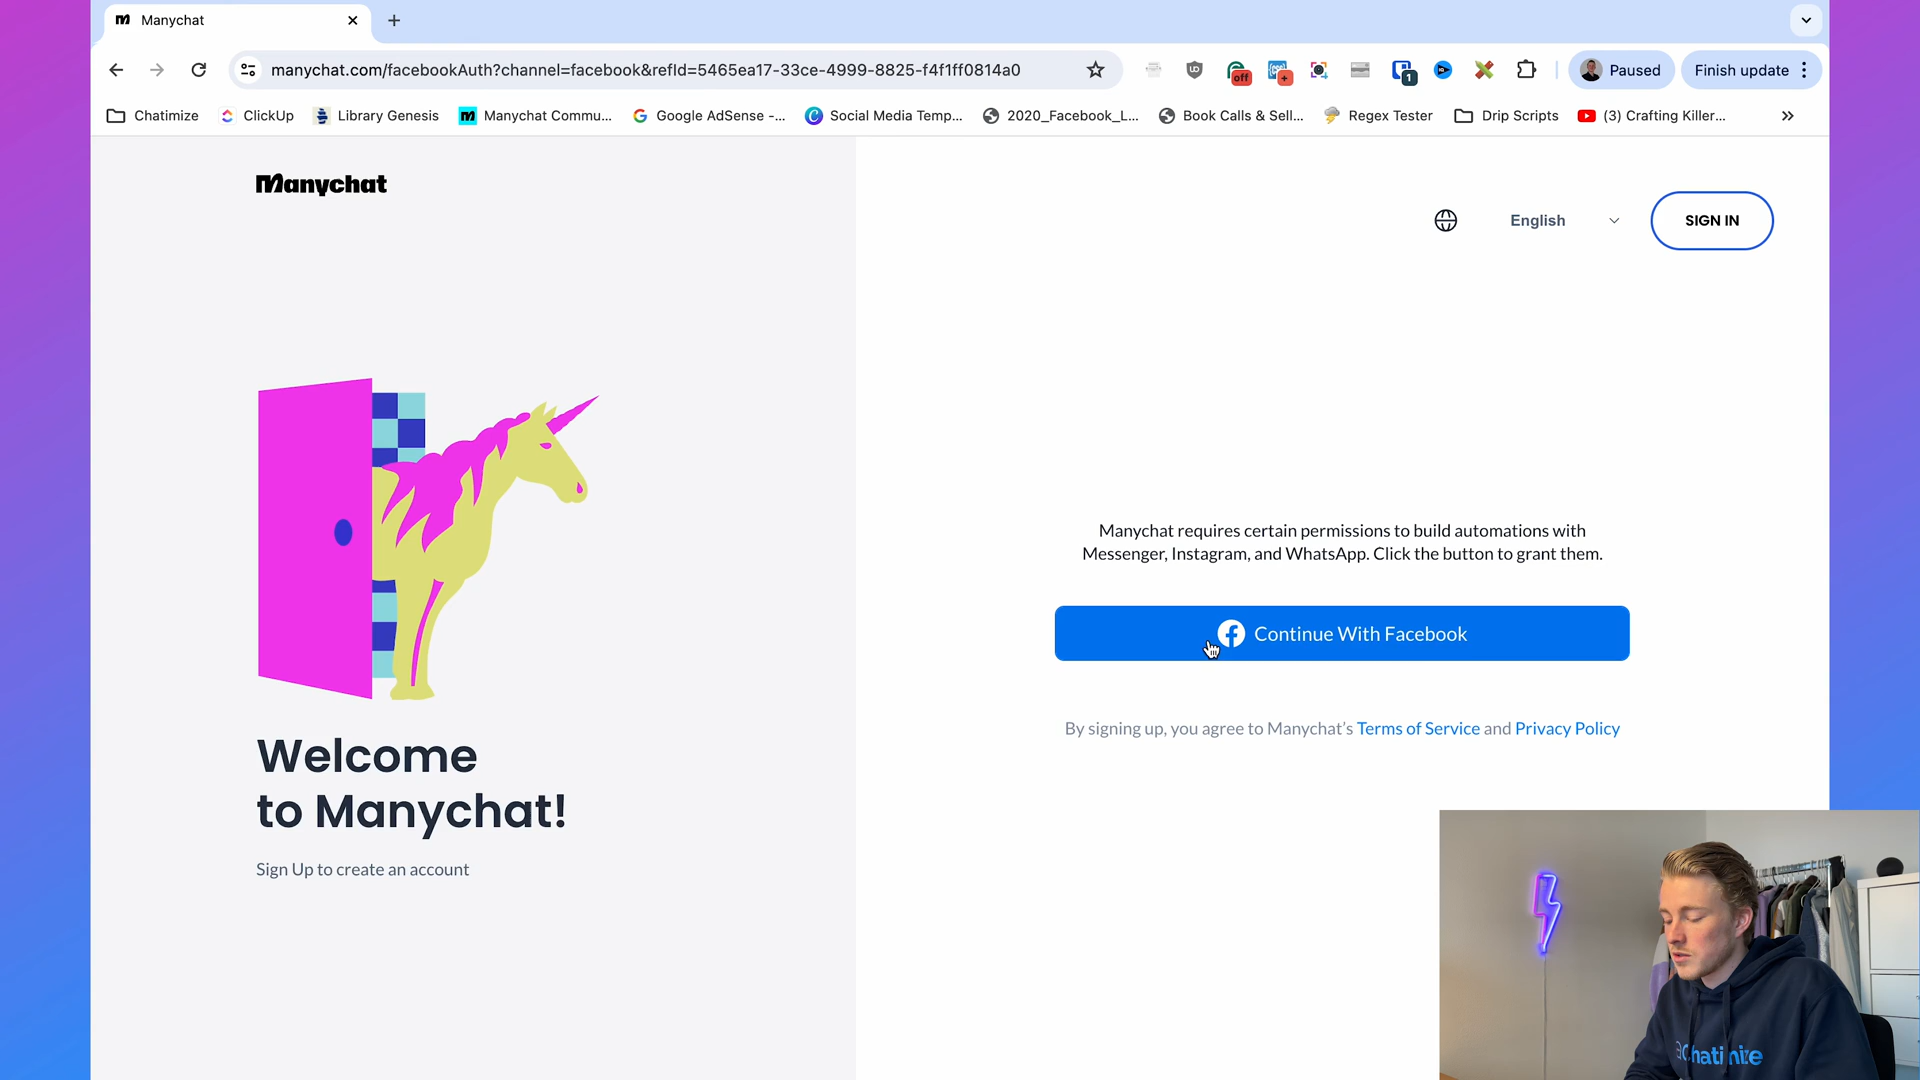 Manychat
manychat.com/facebookAuth?channel=facebook&refId=5465ea17-33ce-4999-8825-f4f1ff0814a0
off
+
1
Paused
Finish update
Chatimize
ClickUp
Library Genesis
Manychat Commu...
Google AdSense -...
Social Media Temp...
2020_Facebook_L...
Book Calls & Sell...
Regex Tester
Drip Scripts
(3) Crafting Killer...
Manychat
English
SIGN IN
Manychat requires certain permissions to build automations with
Messenger, Instagram, and WhatsApp. Click the button to grant them.
Continue With Facebook
By signing up, you agree to Manychat's Terms of Service and Privacy Policy
Welcome
to Manychat!
Sign Up to create an account